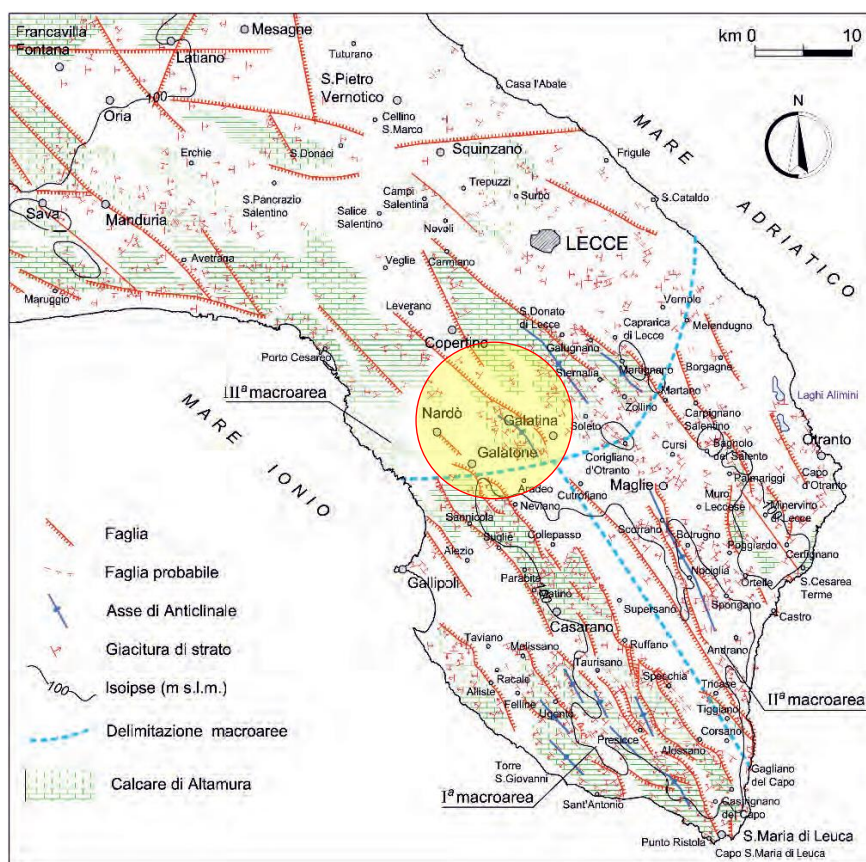 km 0 10
Francavilla
Fontana
Mesagne
Latiano
Tuturano
S.Pietro
Vernotico
Casa l'Abate
100
Oria
Cellino
S.Marco
N
MARE ADRIATICO
Erchie
S.Donaci
Squinzano
Frigule
Trepuzzi
S.Pancrazio
Salentino
Campi
Salentina
Surbo
S.Cataldo
Sava
Manduria
Salice
Salentino
Novoli
LECCE
Avetrana
Veglie
Carmiano
Maruggio
Leverano
S.Donato
di Lecce
Vernole
Caprarica
di Lecce
Melendugno
Copertino
Galugnano
Porto Cesareo
Sternatia
Martignano
Borgagne
Martano
Laghi Alimini
IIIª macroarea
Zollino
Carpignano
Salentino
Nardò
Galatina
Soleto
Otranto
MARE IONIO
Galatone
Corigliano
d'Otranto
Cursi
Bagnolo
del Salento
Capo
d'Otranto
Palmariggi
Maglie
Aradeo
Cutrofiano
Neviano
Muro
Leccese
Minervino
di Lecce
Sannicola
Collepasso
Scorrano
Botrugno
Poggiardo
Cerfignano
Alezio
Nociglia
Ortelle
S.Cesarea
Terme
Gallipoli
Parabita
Matino
Supersano
Spongano
Castro
Casarano
Andrano
Taviano
Melissano
Ruffano
Taurisano
Racale
Specchia
Tricase
IIª macroarea
Alliste
Felline
Ugento
Tiggiano
Presicce
Corsano
Alessano
Gagliano
del Capo
Torre
S.Giovanni
Iª macroarea
Sant'Antonio
Castrignano
del Capo
S.Maria di Leuca
Punto Ristola
Capo S.Maria di Leuca
Faglia
Faglia probabile
Asse di Anticlinale
Giacitura di strato
100
Isoipse (m s.l.m.)
Delimitazione macroaree
Calcare di Altamura